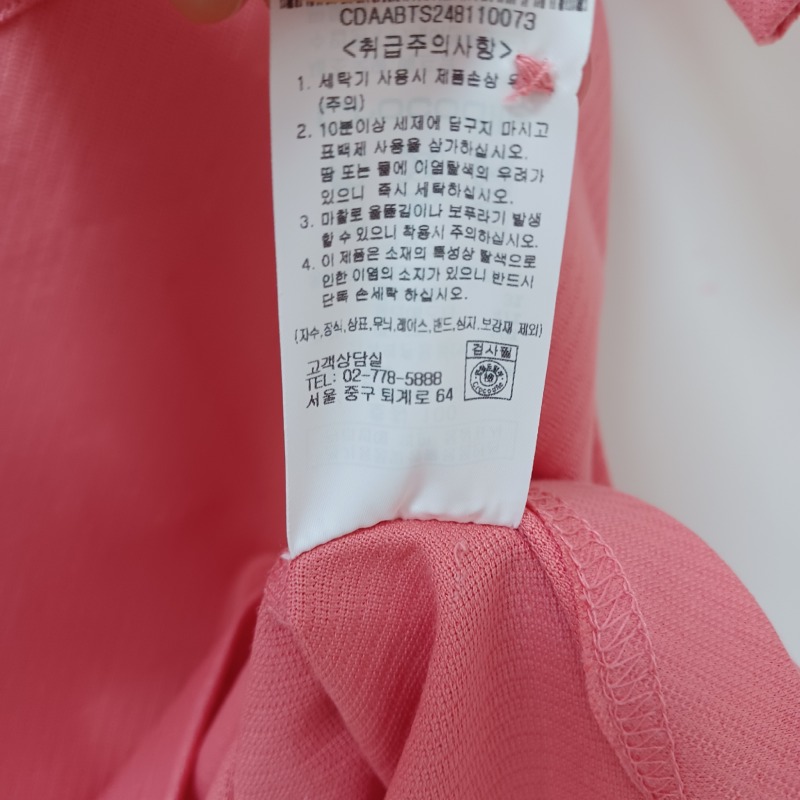 CDAABTS248110073
<취급주의사항>
1. 세탁기 사용시 제품손상
(주의)
2. 10분이상 세제에 담구지 마시고
표백제 사용을 삼가하십시오.
땀 또는 물에 이염탈색의 우려가
있으니 즉시 세탁하십시오.
3. 마찰로 올뜯김이나 보푸라기 발생
할 수 있으니 착용시 주의하십시오.
4. 이 제품은 소재의 특성상 탈색으로
인한 이염의 소지가 있으니 반드시
단독 손세탁 하십시오.
(자수,장식,상표,무늬,레이스,밴드,심지,보강재 제외)
검사필
고객상담실
TEL: 02-778-5888
서울 중구 퇴계로 64
Crocodile